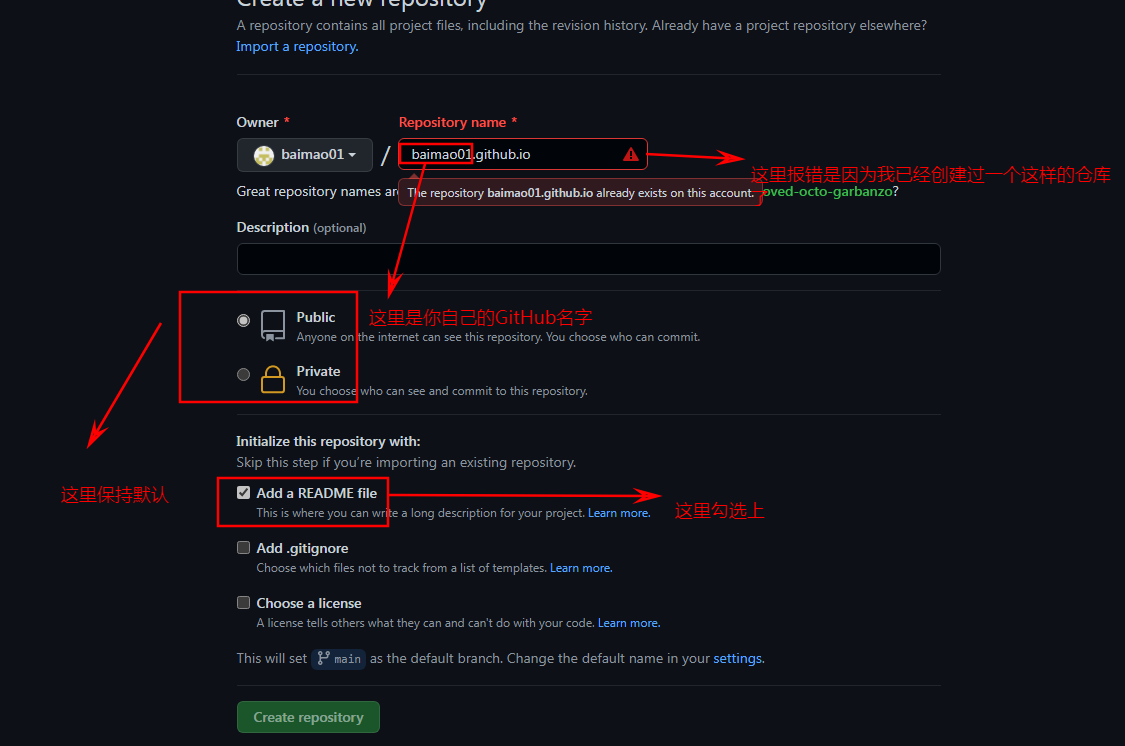 Create a new repository
A repository contains all project files, including the revision history. Already have a project repository elsewhere?
Import a repository.
Owner *
Repository name *
baimao01
/
baimao01.github.io
这里报错是因为我已经创建过一个这样的仓库
Great repository names are
The repository baimao01.github.io already exists on this account.
oved-octo-garbanzo?
Description (optional)
Public
这里是你自己的GitHub名字
Anyone on the internet can see this repository. You choose who can commit.
Private
You choose who can see and commit to this repository.
Initialize this repository with:
Skip this step if you're importing an existing repository.
这里保持默认
Add a README file
这里勾选上
This is where you can write a long description for your project. Learn more.
Add .gitignore
Choose which files not to track from a list of templates. Learn more.
Choose a license
A license tells others what they can and can't do with your code. Learn more.
This will set main as the default branch. Change the default name in your settings.
Create repository